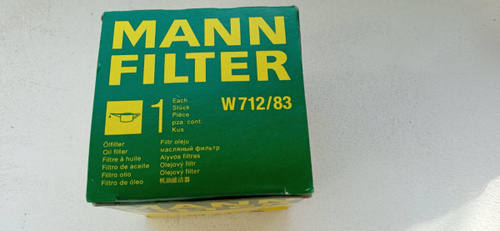 MANN
FILTER
1
Each
Stück
Pièce
pza. cont.
Kus
W 712/83
Ölfilter
Oil filter
Filtre à huile
Filtro de aceite
Filtro olio
Filtro de óleo
Filtr oleju
масляный фильтр
Alyvos filtras
Olejový filtr
Olejový filter
机油滤清器